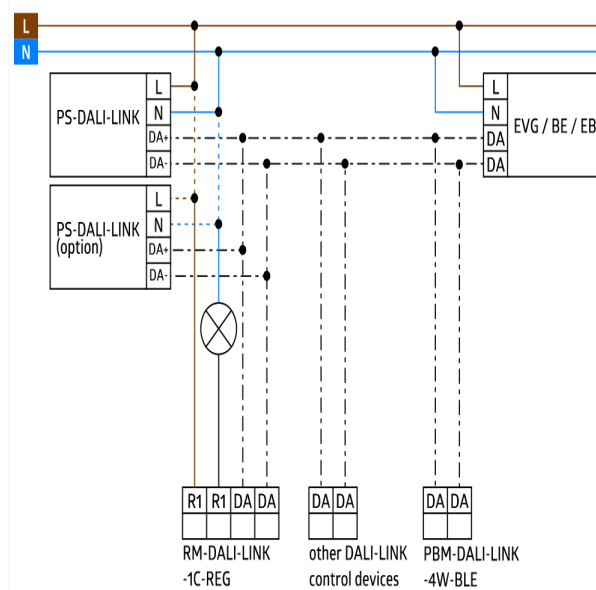 L
N
PS-DALI-LINK
L
N
DA+
DA-
L
N
DA
DA
EVG / BE / EB
PS-DALI-LINK
(option)
L
N
DA+
DA-
R1 R1 DA DA
DA DA
DA DA
RM-DALI-LINK
-1C-REG
other DALI-LINK
control devices
PBM-DALI-LINK
-4W-BLE